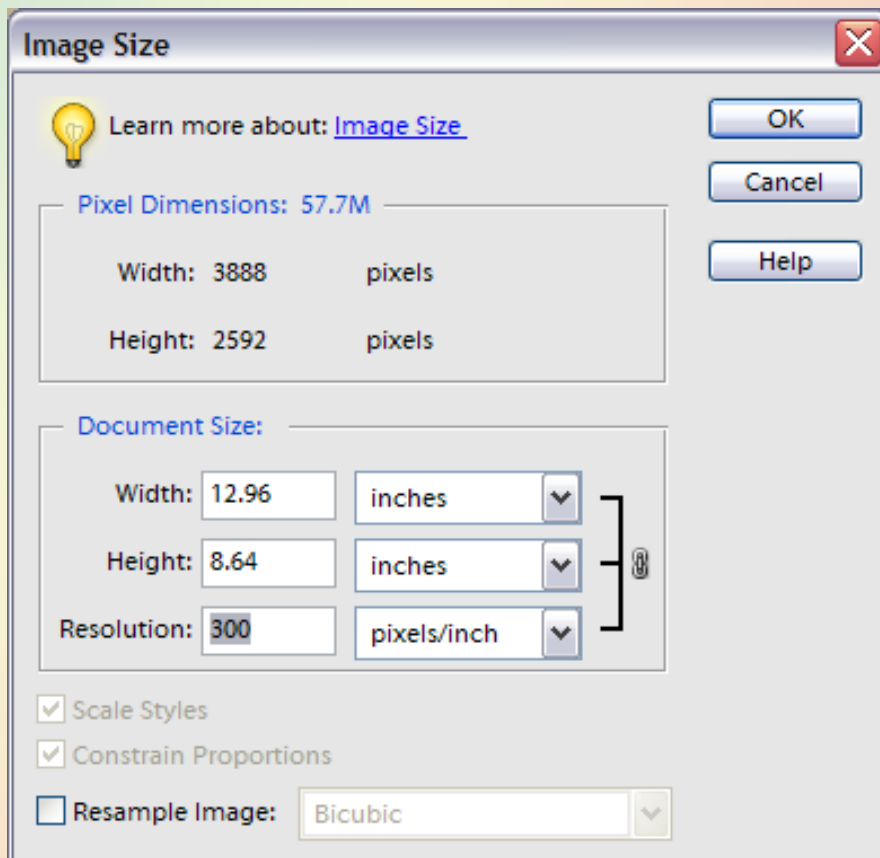 Image Size
Learn more about: Image Size
OK
Cancel
Help
Pixel Dimensions: 57.7M
Width: 3888 pixels
Height: 2592 pixels
Document Size:
Width: 12.96 inches
Height: 8.64 inches
Resolution: 300 pixels/inch
Scale Styles
Constrain Proportions
Resample Image: Bicubic